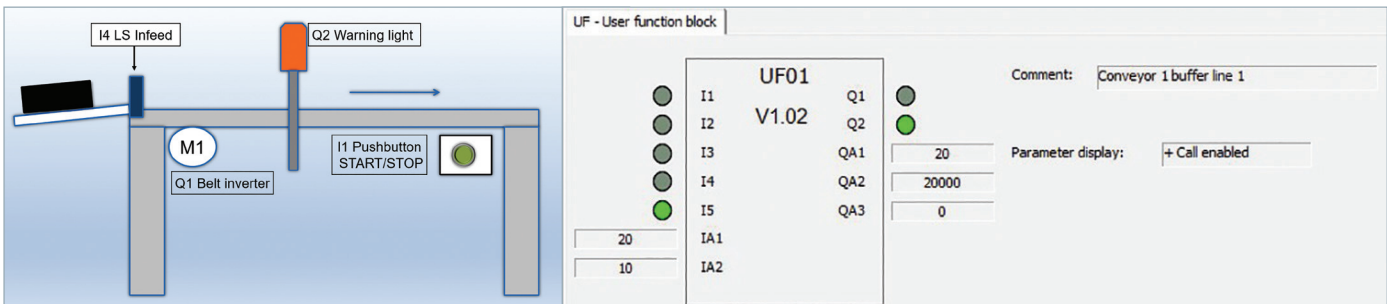 I4 LS Infeed
Q2 Warning light
M1
I1 Pushbutton
START/STOP
Q1 Belt inverter
UF - User function block
UF01
V1.02
I1
I2
I3
I4
I5
IA1
IA2
20
10
Q1
Q2
QA1
QA2
QA3
20
20000
0
Comment:
Conveyor 1 buffer line 1
Parameter display:
+ Call enabled